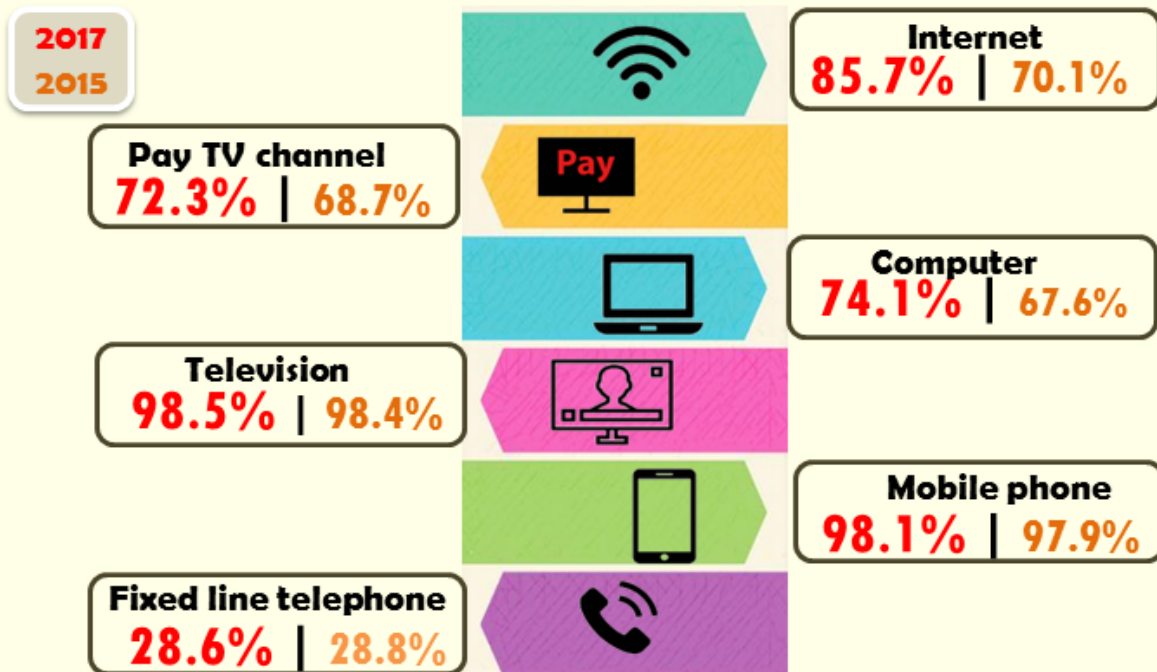 2017
2015
Internet
85.7% | 70.1%
Pay TV channel
72.3% | 68.7%
Pay
Computer
74.1% | 67.6%
Television
98.5% | 98.4%
Mobile phone
98.1% | 97.9%
Fixed line telephone
28.6% | 28.8%